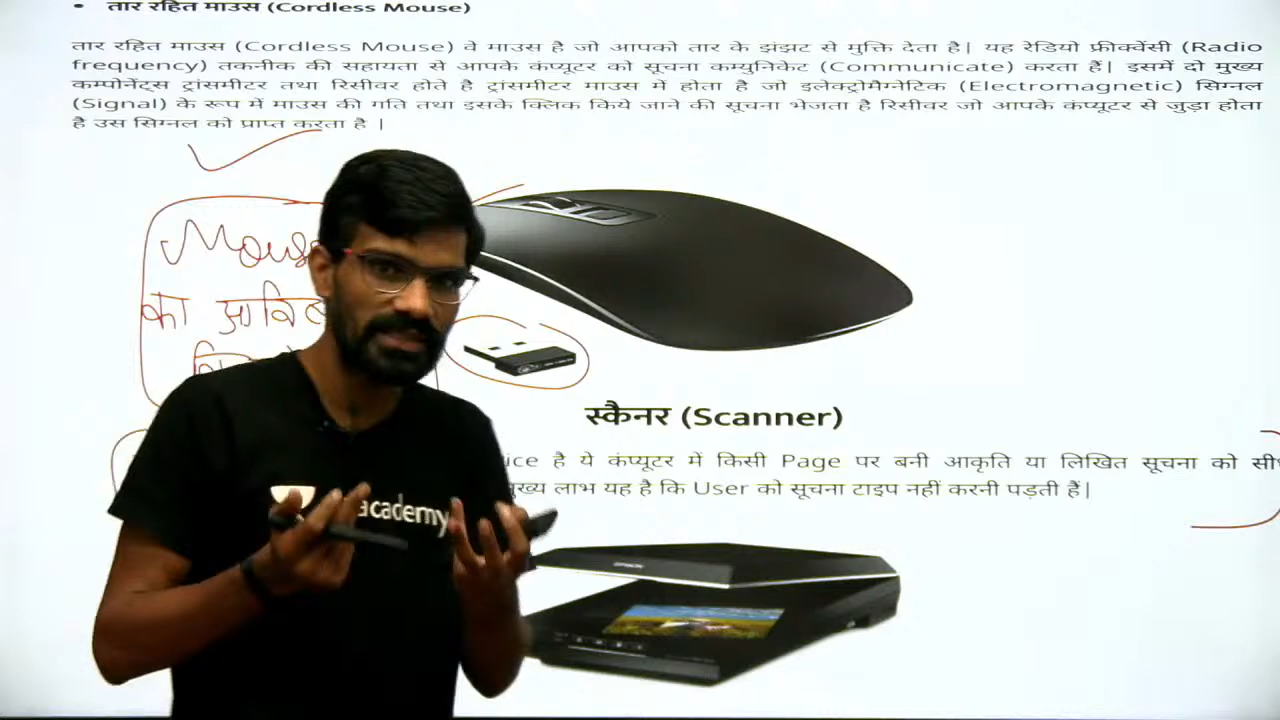 • तार रहित माउस (Cordless Mouse)
तार रहित माउस (Cordless Mouse) वे माउस है जो आपको तार के झंझट से मुक्ति देता है| यह रेडियो फ्रीक्वेंसी (Radio
frequency) तकनीक की सहायता से आपके कंप्यूटर को सूचना कम्युनिकेट (Communicate) करता हैं| इसमें दो मुख्य
कम्पोनेंट्स ट्रांसमीटर तथा रिसीवर होते है ट्रांसमीटर माउस में होता है जो इलेक्ट्रोमैग्नेटिक (Electromagnetic) सिग्नल
(Signal) के रूप में माउस की गति तथा इसके क्लिक किये जाने की सूचना भेजता है रिसीवर जो आपके कंप्यूटर से जुड़ा होता
है उस सिग्नल को प्राप्त करता है |
Mouse
का
स्कैनर (Scanner)
है ये कंप्यूटर में किसी Page पर बनी आकृति या लिखित सूचना को
लाभ यह है कि User को सूचना टाइप नहीं करनी पड़ती हैं|
academy
EPSON